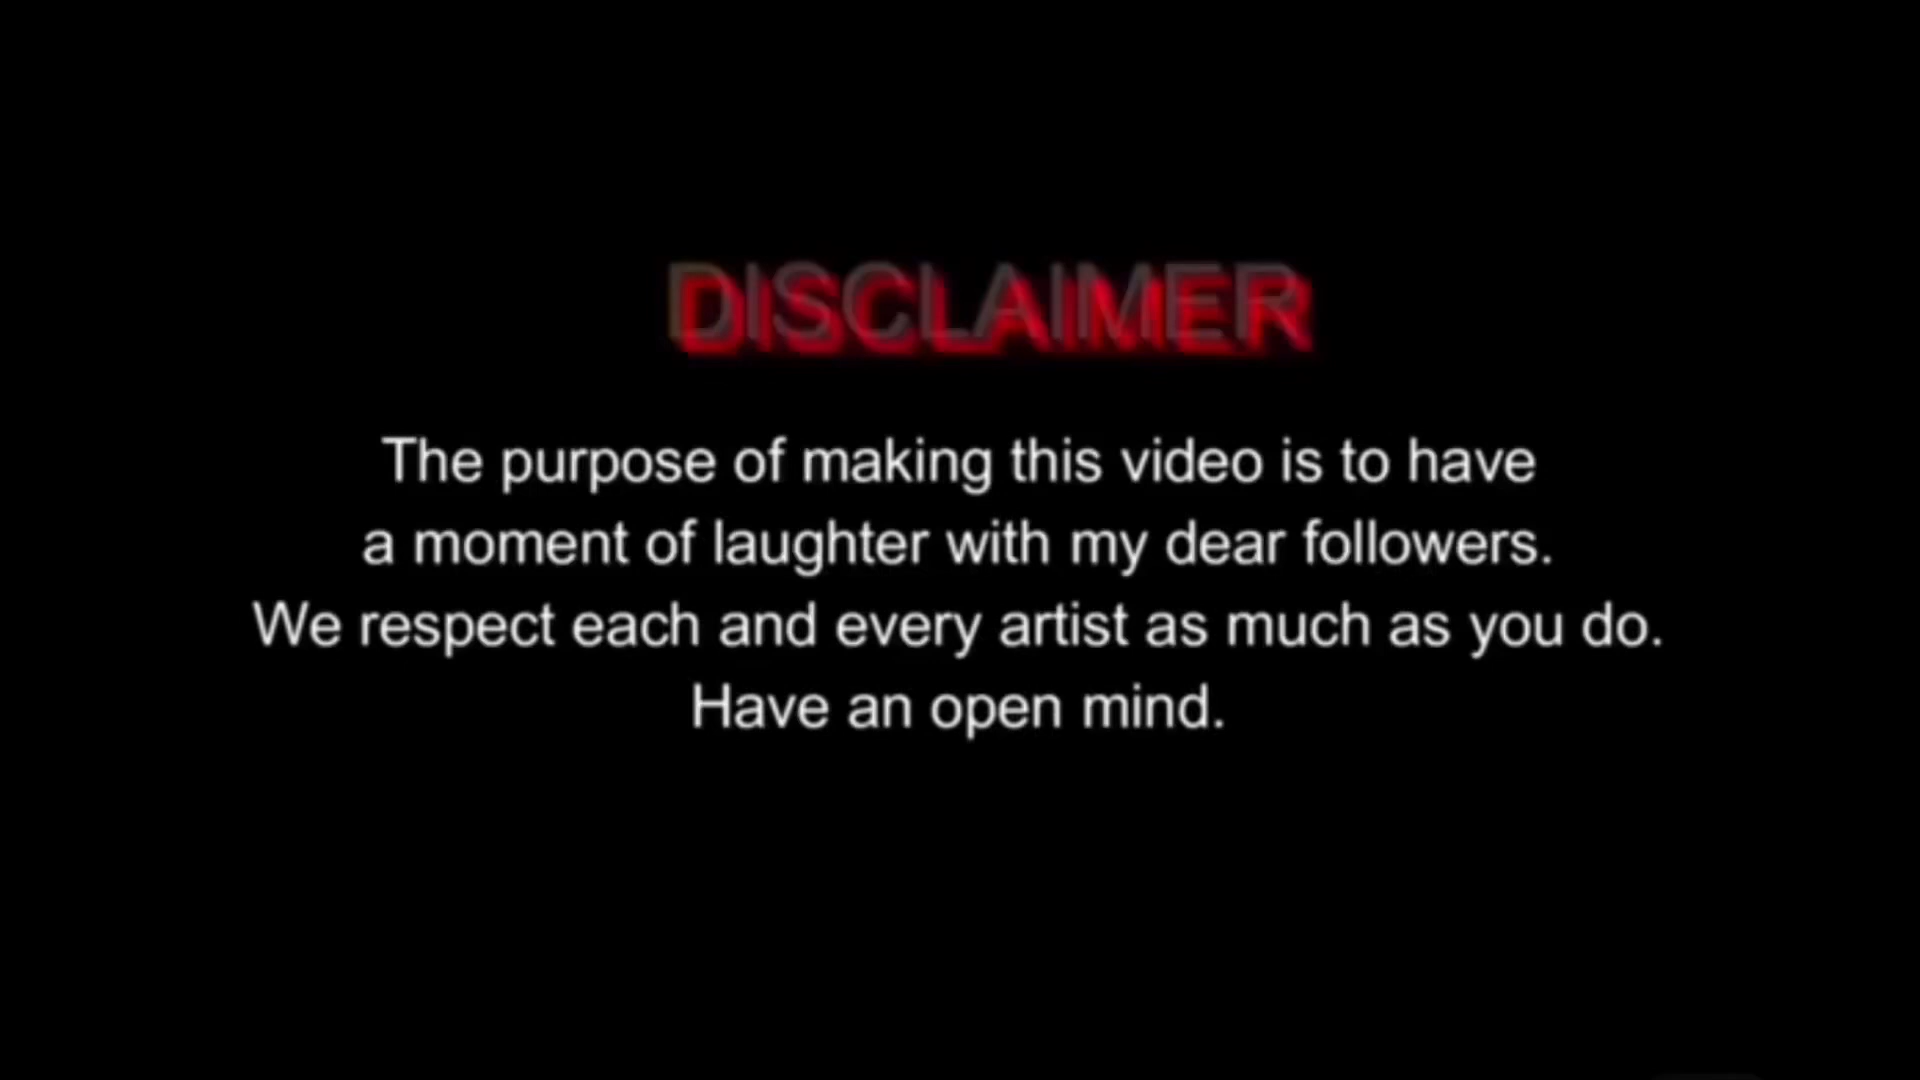 DISCLAIMER
The purpose of making this video is to have
a moment of laughter with my dear followers.
We respect each and every artist as much as you do.
Have an open mind.